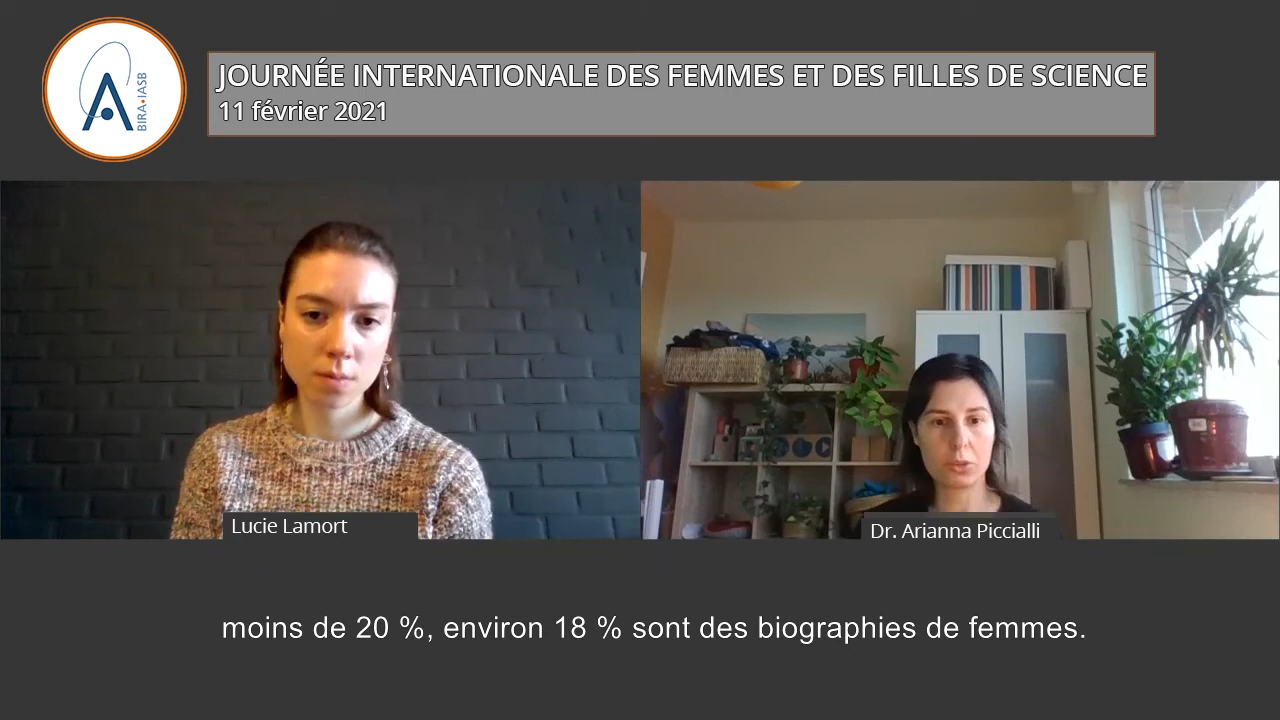 BIRA•IASB
JOURNÉE INTERNATIONALE DES FEMMES ET DES FILLES DE SCIENCE
11 février 2021
Lucie Lamort
Dr. Arianna Piccialli
moins de 20 %, environ 18 % sont des biographies de femmes.